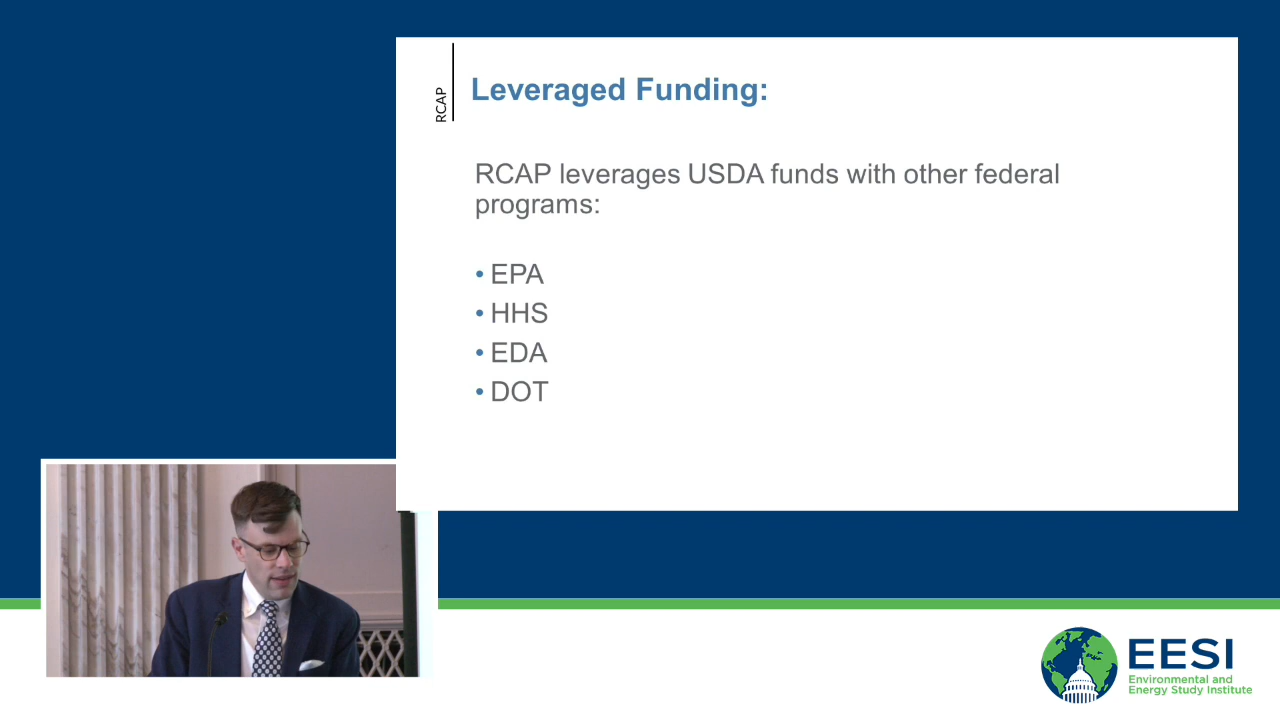 RCAP
Leveraged Funding:
RCAP leverages USDA funds with other federal
programs:
• EPA
• HHS
• EDA
• DOT
EESI
Environmental and
Energy Study Institute